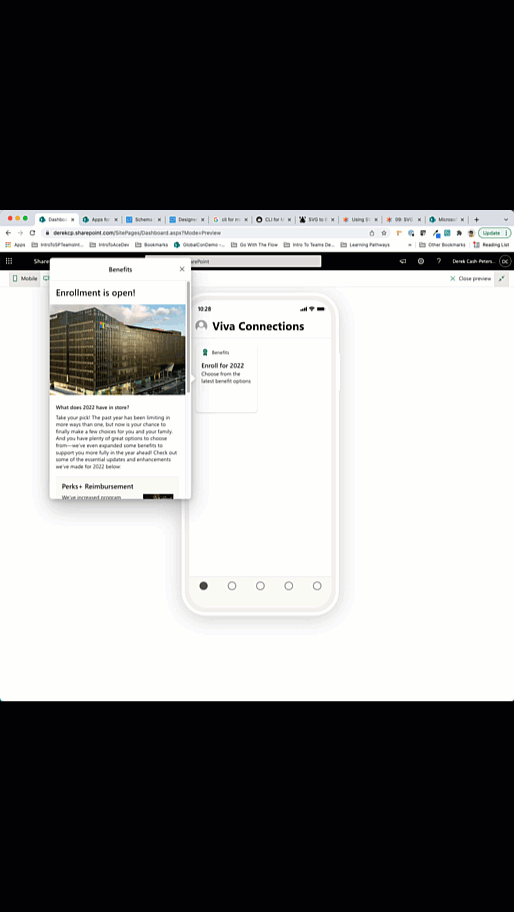 Dashbo
Apps fo
Schema
Designe
SVG to t
Using S
09: SVG
Microso
derekcp.sharepoint.com/SitePages/Dashboard.aspx?Mode=Preview
Update
Apps
IntroToSPTeamsInt...
IntroToAceDev
Bookmarks
GlobalConDemo -...
Go With The Flow
Intro To Teams De...
Learning Pathways
Other Bookmarks
Reading List
Share
rePoint
?
Derek Cash-Peters...
DC
Mobile
Close preview
Benefits
Enrollment is open!
What does 2022 have in store?
Take your pick! The past year has been limiting in
more ways than one, but now is your chance to
finally make a few choices for you and your family.
And you have plenty of great options to choose
from—we've even expanded some benefits to
support you more fully in the year ahead! Check out
some of the essential updates and enhancements
we've made for 2022 below:
Perks+ Reimbursement
We've increased program
10:28
Viva Connections
Benefits
Enroll for 2022
Choose from the
latest benefit options